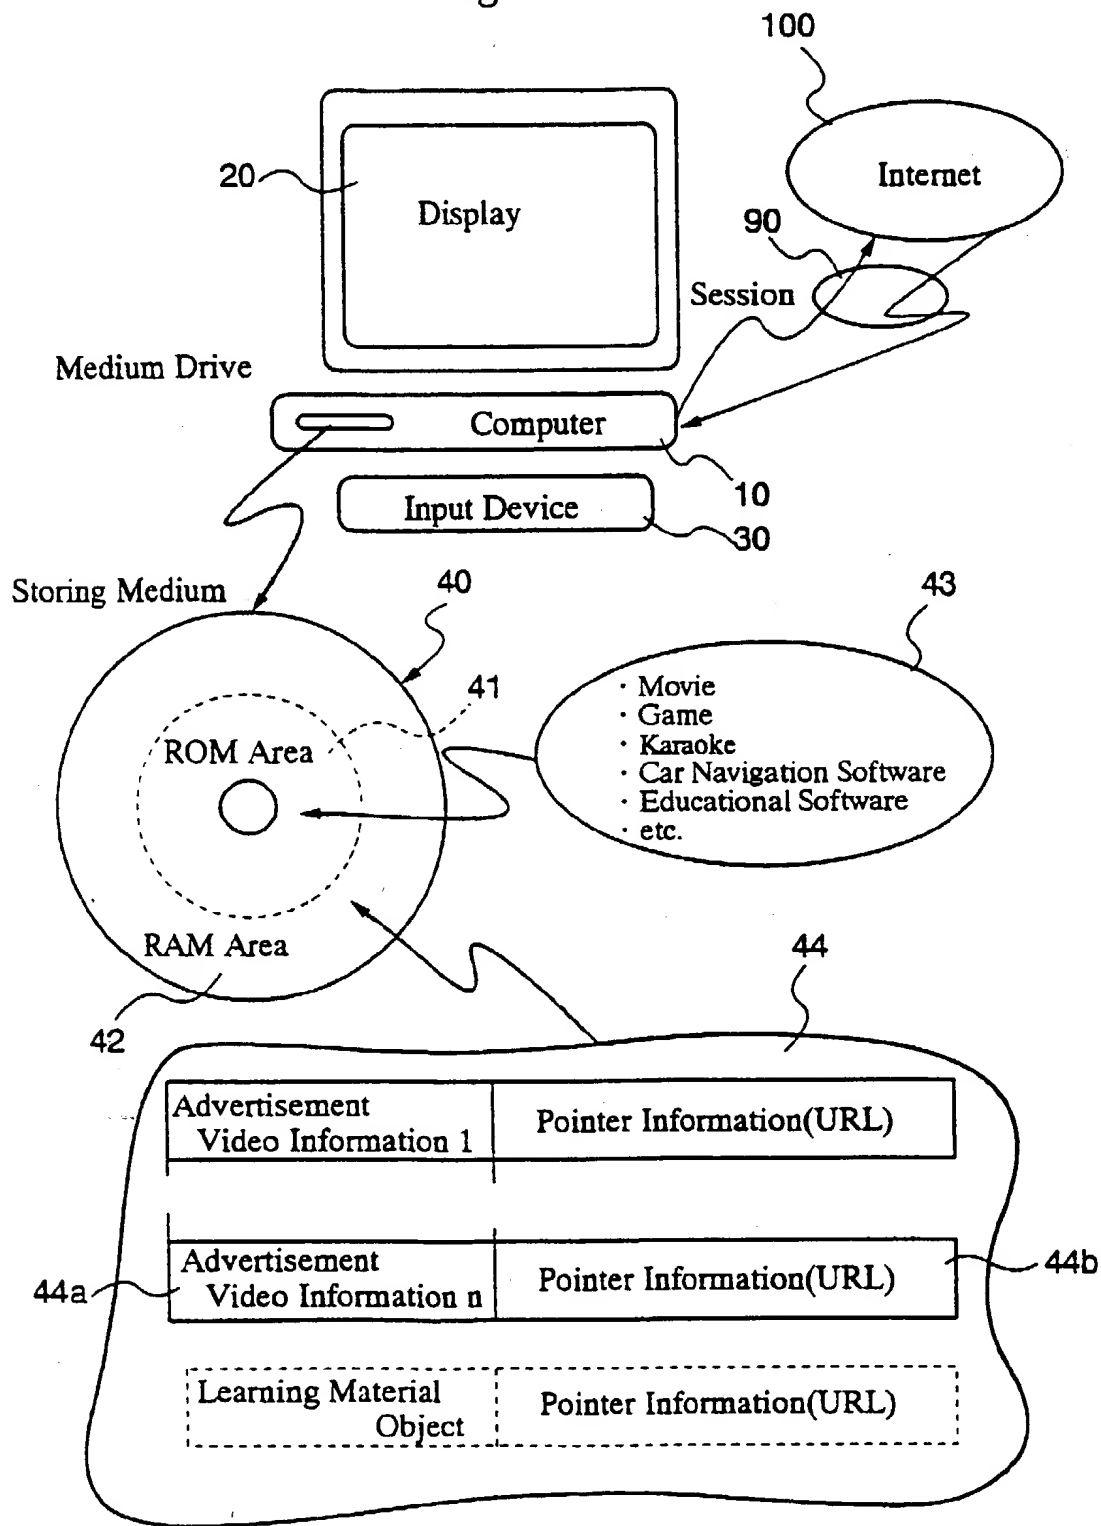 100
Internet
20
Display
90
Session
Medium Drive
Computer
10
Input Device
30
Storing Medium
40
43
41
ROM Area
· Movie
· Game
· Karaoke
· Car Navigation Software
· Educational Software
· etc.
RAM Area
42
44
Advertisement
Video Information 1
Pointer Information(URL)
Advertisement
Video Information n
Pointer Information(URL)
44a
44b
Learning Material
Object
Pointer Information(URL)